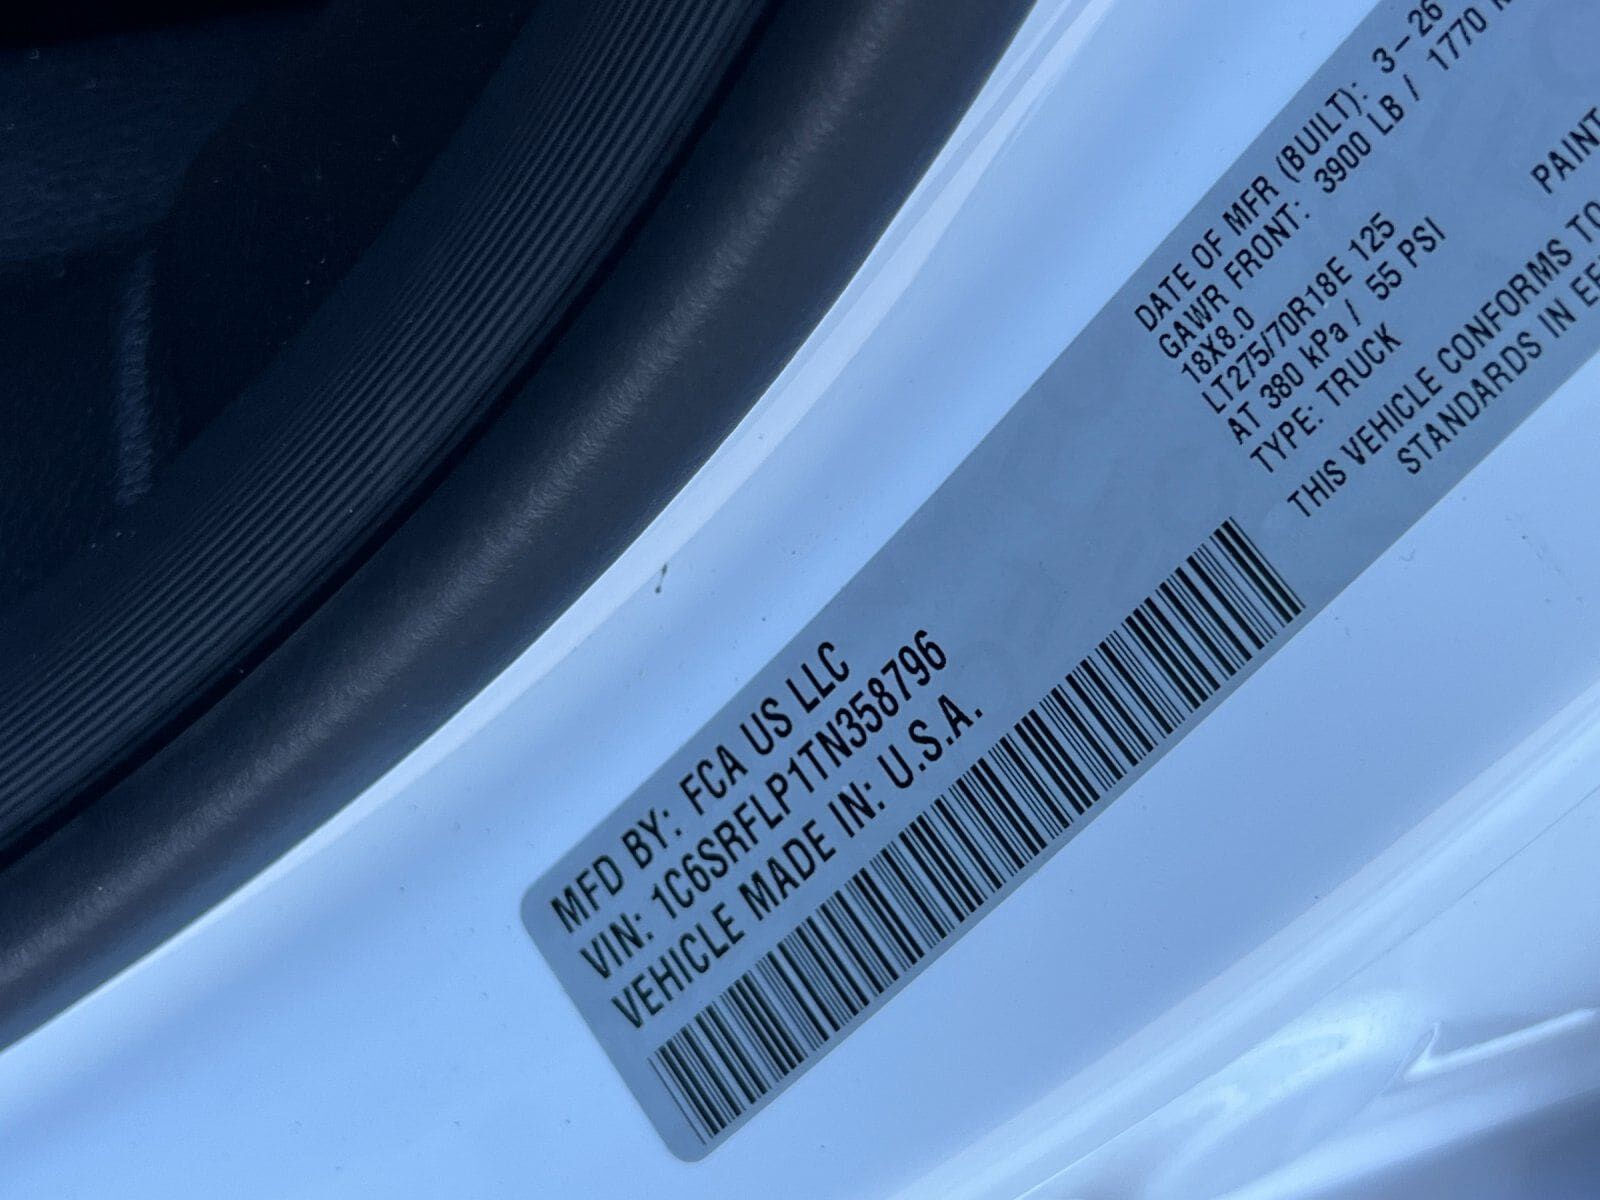 MFD BY: FCA US LLC
VIN: 1C6SRFLP1TN358796
VEHICLE MADE IN: U.S.A.
DATE OF MFR (BUILT): 3-26
GAWR FRONT: 3900 LB / 1770
18X8.0
LT275/70R18E 125
AT 380 kPa / 55 PSI
TYPE: TRUCK
PAINT
THIS VEHICLE CONFORMS TO
STANDARDS IN